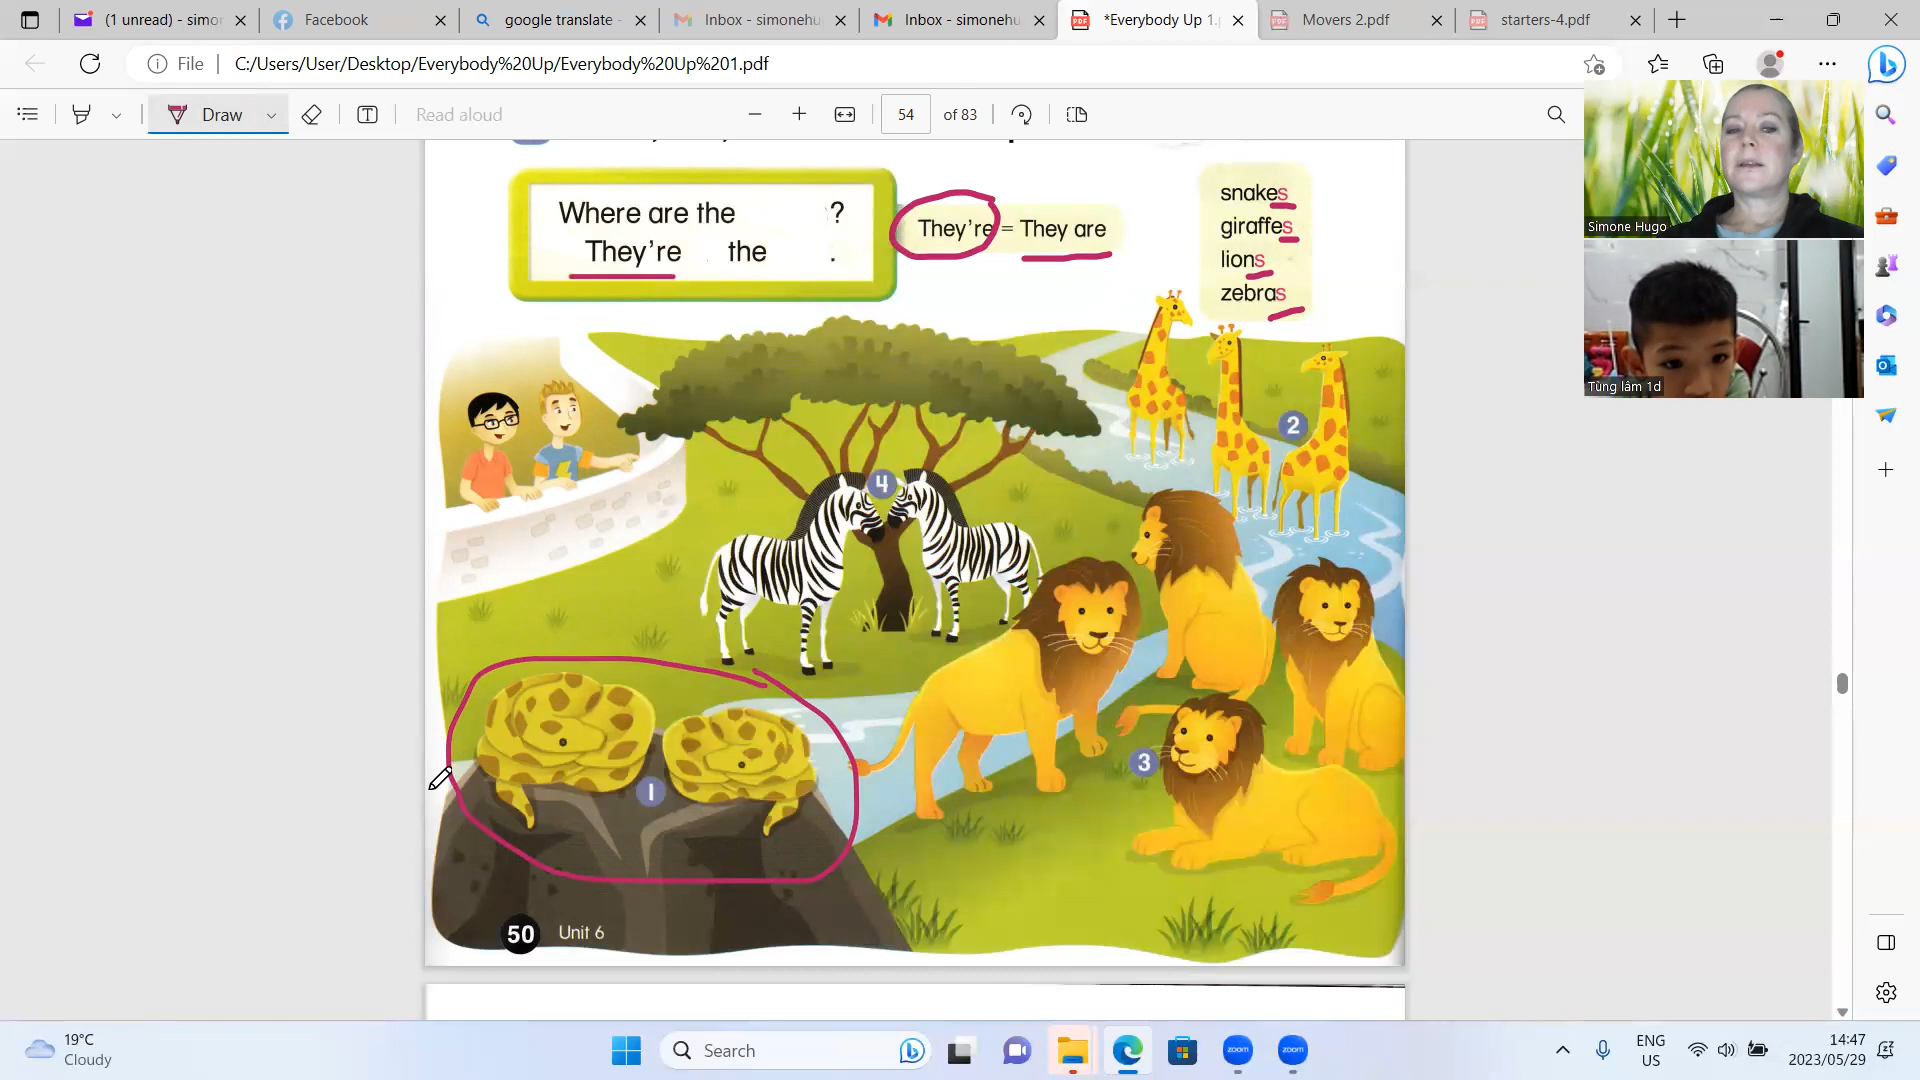 (1 unread) - simo
Facebook
google translate -
Inbox - simonehu
Inbox - simonehu
*Everybody Up 1.
Movers 2.pdf
starters-4.pdf
File
C:/Users/User/Desktop/Everybody%20Up/Everybody%20Up%201.pdf
Draw
Read aloud
54
of 83
Where are the ?
They're the .
They're = They are
snakes
giraffes
lions
zebras
Simone Hugo
Tùng lâm 1d
2
4
3
1
50 Unit 6
19°C
Cloudy
Search
zoom
zoom
ENG
US
14:47
2023/05/29